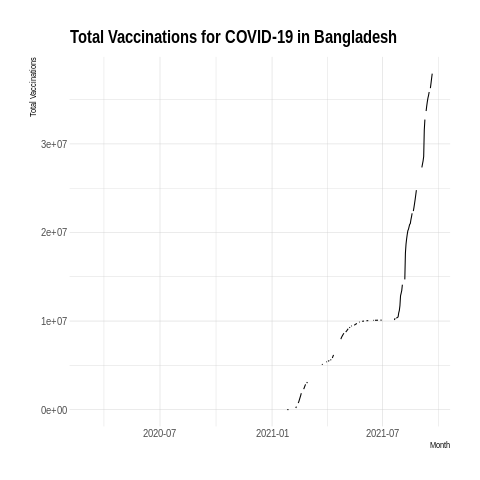 Total Vaccinations for COVID-19 in Bangladesh
Total Vaccinations
3e+07
2e+07
1e+07
0e+00
2020-07 2021-01 2021-07
Month